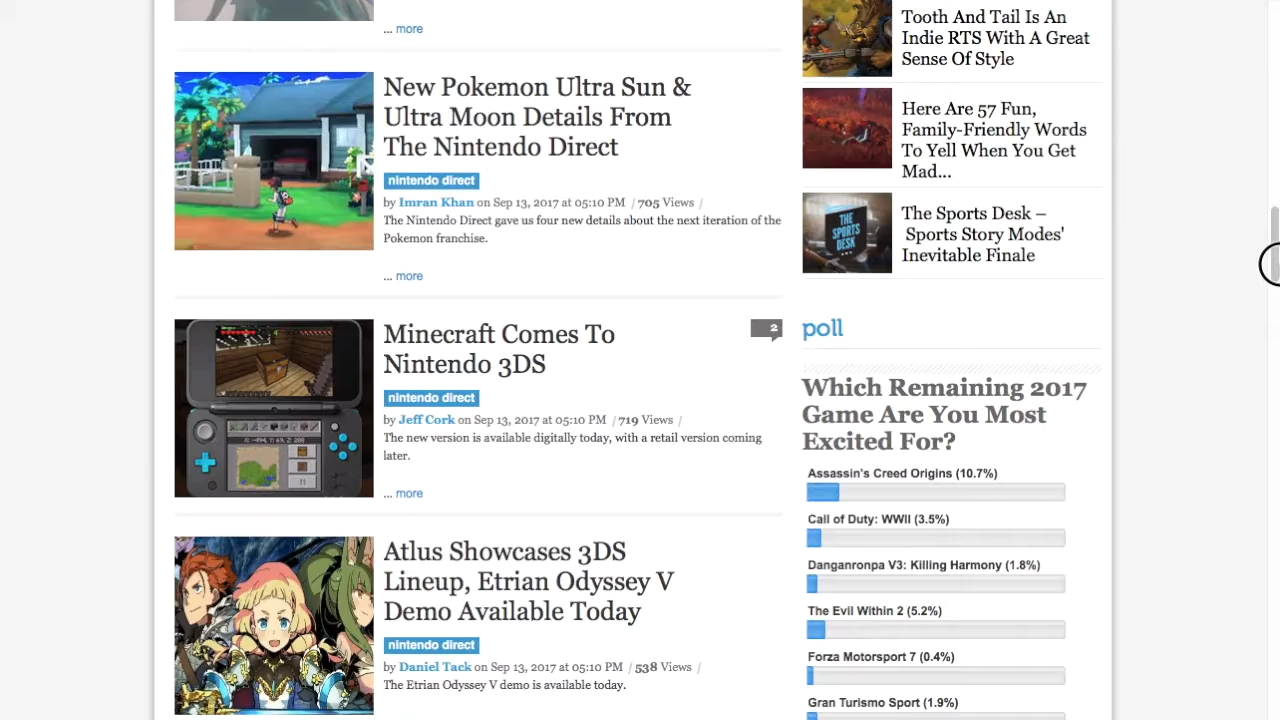 ... more
New Pokemon Ultra Sun &
Ultra Moon Details From
The Nintendo Direct
nintendo direct
by Imran Khan on Sep 13, 2017 at 05:10 PM / 705 Views /
The Nintendo Direct gave us four new details about the next iteration of the
Pokemon franchise.
... more
Minecraft Comes To
Nintendo 3DS
2
nintendo direct
by Jeff Cork on Sep 13, 2017 at 05:10 PM / 719 Views /
The new version is available digitally today, with a retail version coming
later.
... more
Atlus Showcases 3DS
Lineup, Etrian Odyssey V
Demo Available Today
nintendo direct
by Daniel Tack on Sep 13, 2017 at 05:10 PM / 538 Views /
The Etrian Odyssey V demo is available today.
Tooth And Tail Is An
Indie RTS With A Great
Sense Of Style
Here Are 57 Fun,
Family-Friendly Words
To Yell When You Get
Mad...
THE
SPORTS
DESK
The Sports Desk –
Sports Story Modes'
Inevitable Finale
poll
Which Remaining 2017
Game Are You Most
Excited For?
Assassin's Creed Origins (10.7%)
Call of Duty: WWII (3.5%)
Danganronpa V3: Killing Harmony (1.8%)
The Evil Within 2 (5.2%)
Forza Motorsport 7 (0.4%)
Gran Turismo Sport (1.9%)